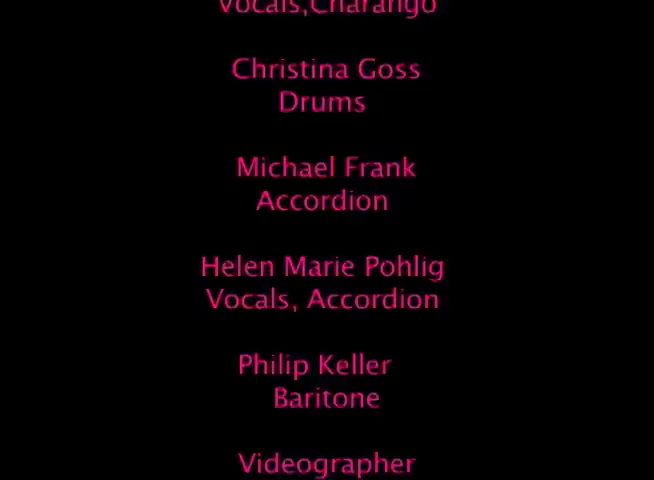 Vocals,Charango
Christina Goss
Drums
Michael Frank
Accordion
Helen Marie Pohlig
Vocals, Accordion
Philip Keller
Baritone
Videographer